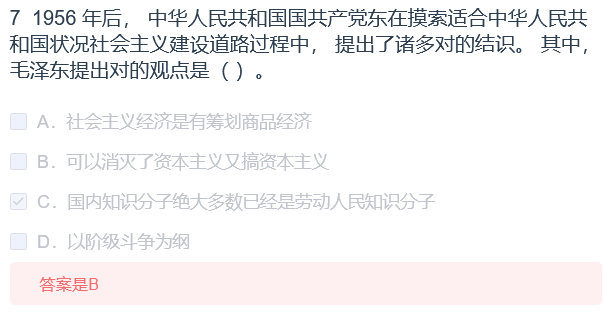 7 1956 年后， 中华人民共和国国共产党东在摸索适合中华人民共
和国状况社会主义建设道路过程中， 提出了诸多对的结识。 其中，
毛泽东提出对的观点是（ ）。
A. 社会主义经济是有筹划商品经济
B. 可以消灭了资本主义又搞资本主义
C. 国内知识分子绝大多数已经是劳动人民知识分子
D. 以阶级斗争为纲
答案是B